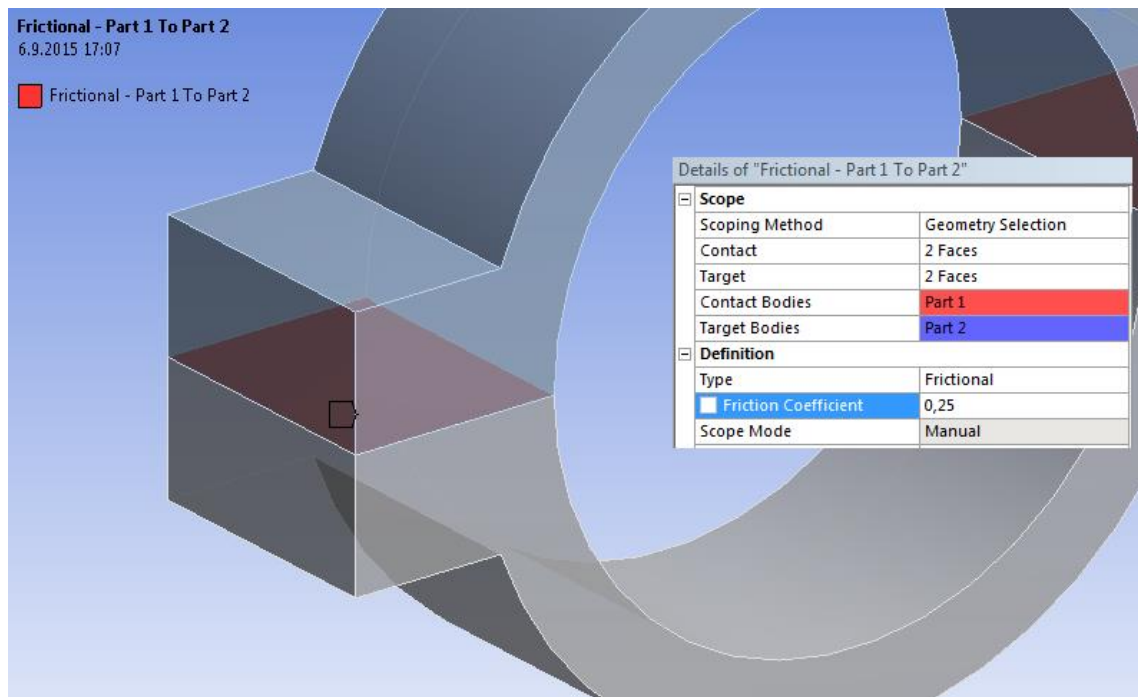 Frictional - Part 1 To Part 2
6.9.2015 17:07
Frictional - Part 1 To Part 2
Details of "Frictional - Part 1 To Part 2"
Scope
Scoping Method Geometry Selection
Contact 2 Faces
Target 2 Faces
Contact Bodies Part 1
Target Bodies Part 2
Definition
Type Frictional
Friction Coefficient 0,25
Scope Mode Manual